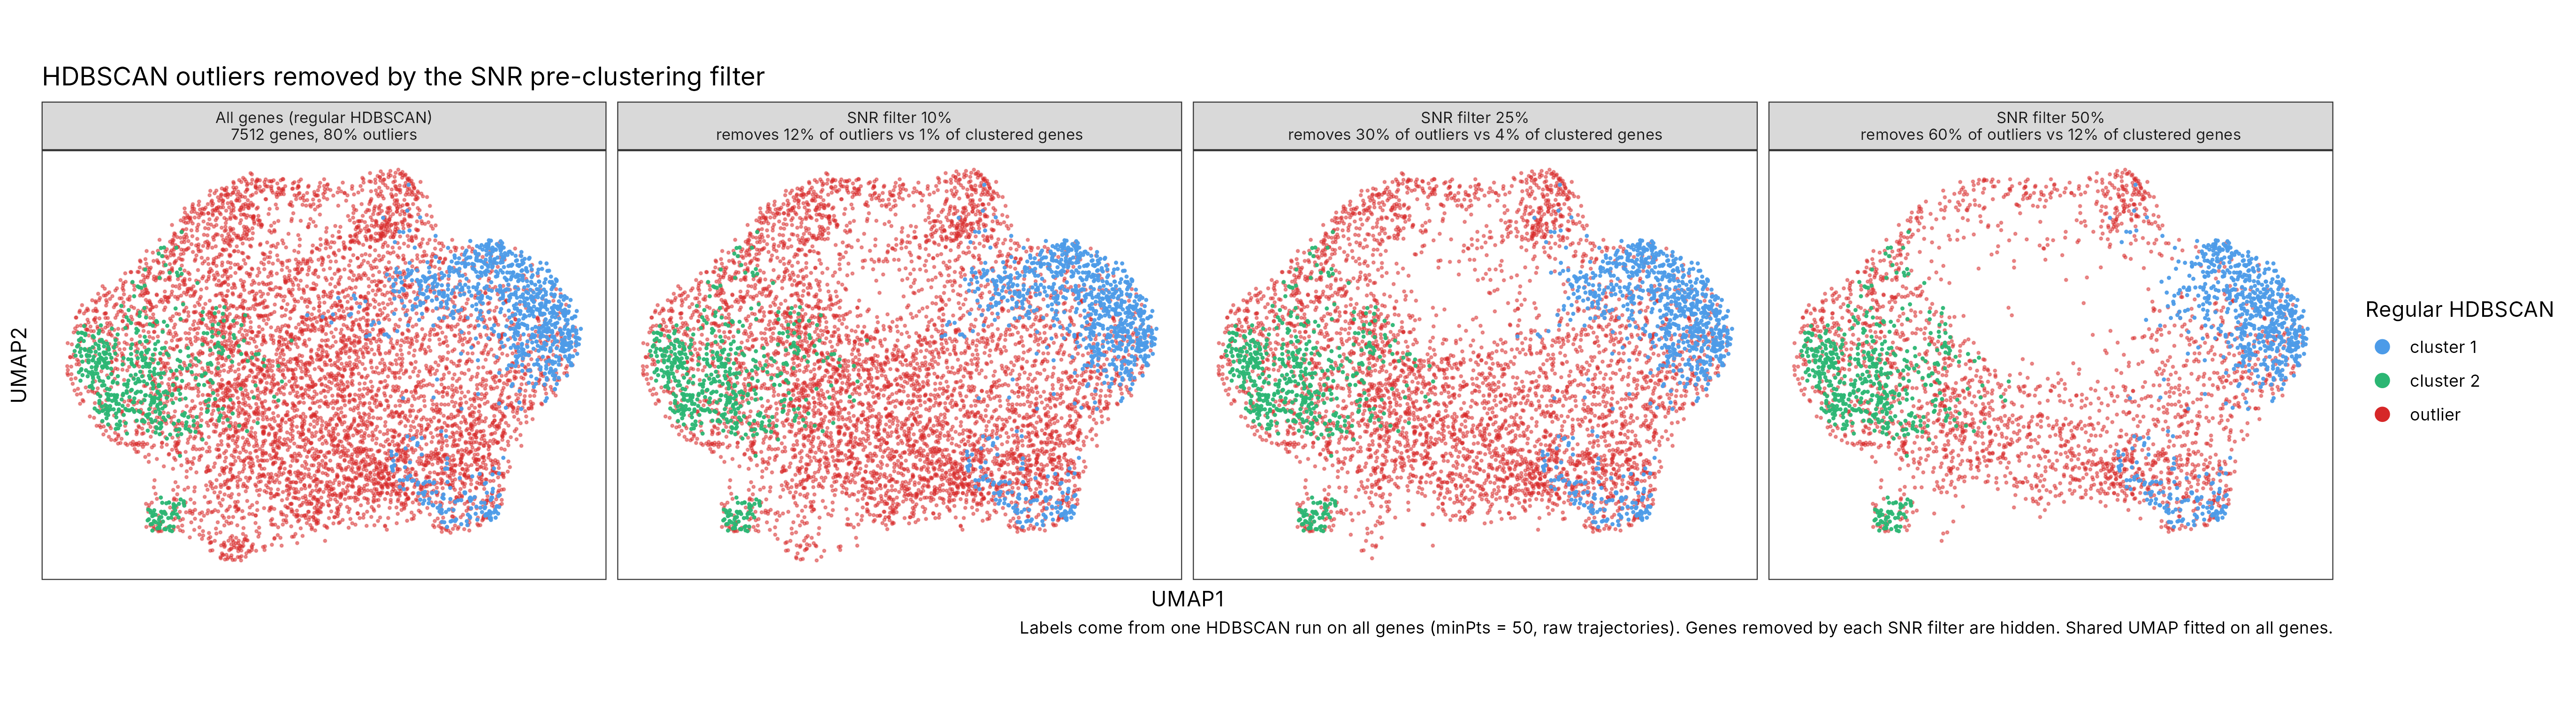 HDBSCAN outliers removed by the SNR pre-clustering filter
All genes (regular HDBSCAN)
7512 genes, 80% outliers
SNR filter 10%
removes 12% of outliers vs 1% of clustered genes
SNR filter 25%
removes 30% of outliers vs 4% of clustered genes
SNR filter 50%
removes 60% of outliers vs 12% of clustered genes
UMAP2
UMAP1
Regular HDBSCAN
cluster 1
cluster 2
outlier
Labels come from one HDBSCAN run on all genes (minPts = 50, raw trajectories). Genes removed by each SNR filter are hidden. Shared UMAP fitted on all genes.